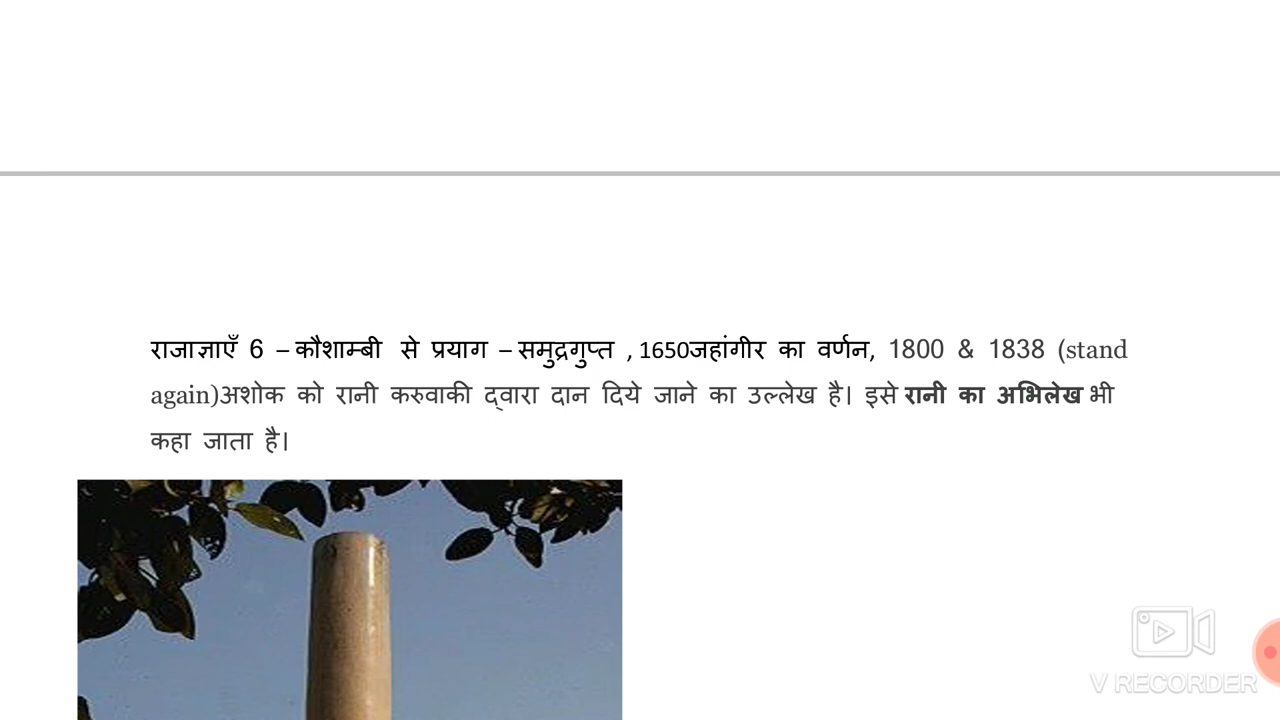 राजाज्ञाएँ 6 – कौशाम्बी से प्रयाग – समुद्रगुप्त , 1650जहांगीर का वर्णन, 1800 & 1838 (stand
again)अशोक को रानी करुवाकी द्वारा दान दिये जाने का उल्लेख है। इसे रानी का अभिलेख भी
कहा जाता है।
V RECORDER